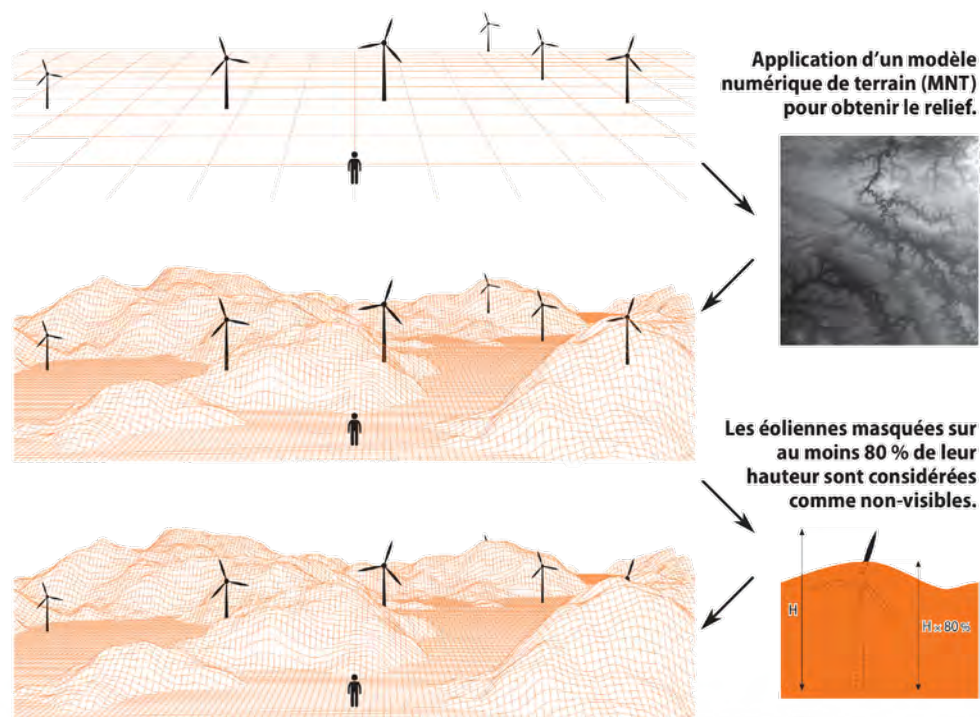 Application d’un modèle
numérique de terrain (MNT)
pour obtenir le relief.
Les éoliennes masquées sur
au moins 80 % de leur
hauteur sont considérées
comme non-visibles.
H
H x 80 %